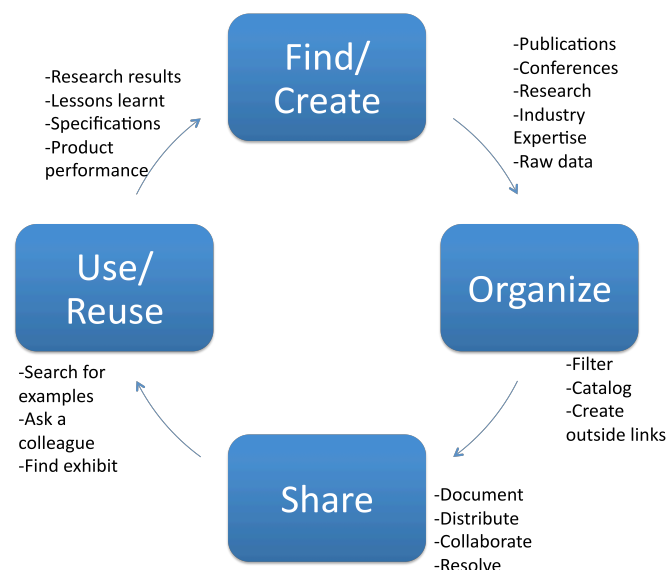 Find/
Create
-Publications
-Conferences
-Research
-Industry
Expertise
-Raw data
Organize
-Filter
-Catalog
-Create
outside links
Share
-Document
-Distribute
-Collaborate
-Resolve
Use/
Reuse
-Search for
examples
-Ask a
colleague
-Find exhibit
-Research results
-Lessons learnt
-Specifications
-Product
performance